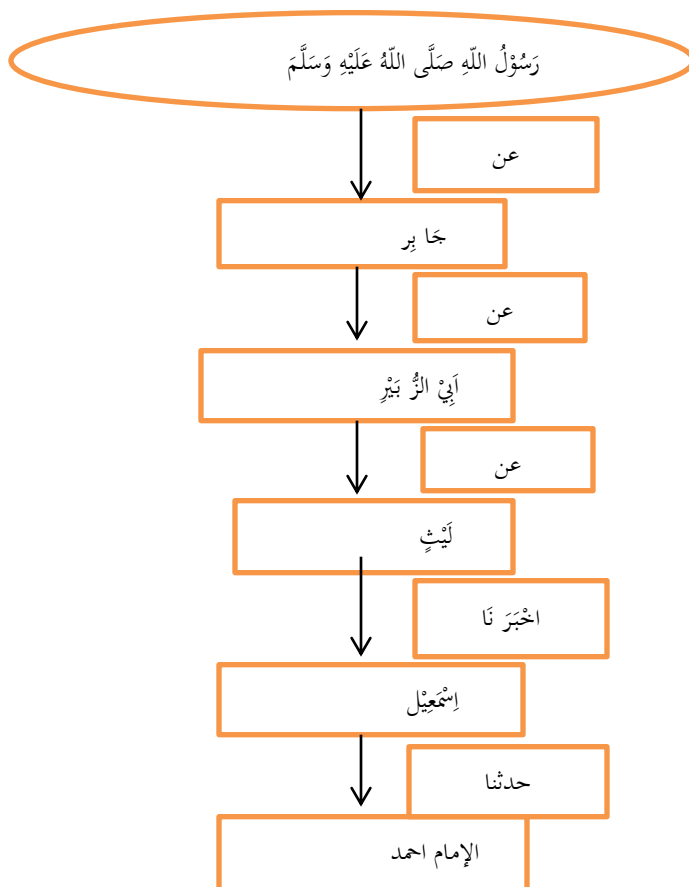 رَسُوْلُ اللّهِ صَلَّى اللّهُ عَلَيْهِ وَسَلَّمَ
عن
جَا بِر
عن
اَبِيْ الزُّ بَيْرِ
عن
لَيْثٍ
اخْبَرَ نَا
اِسْمَعِيْل
حدثنا
الإمام احمد